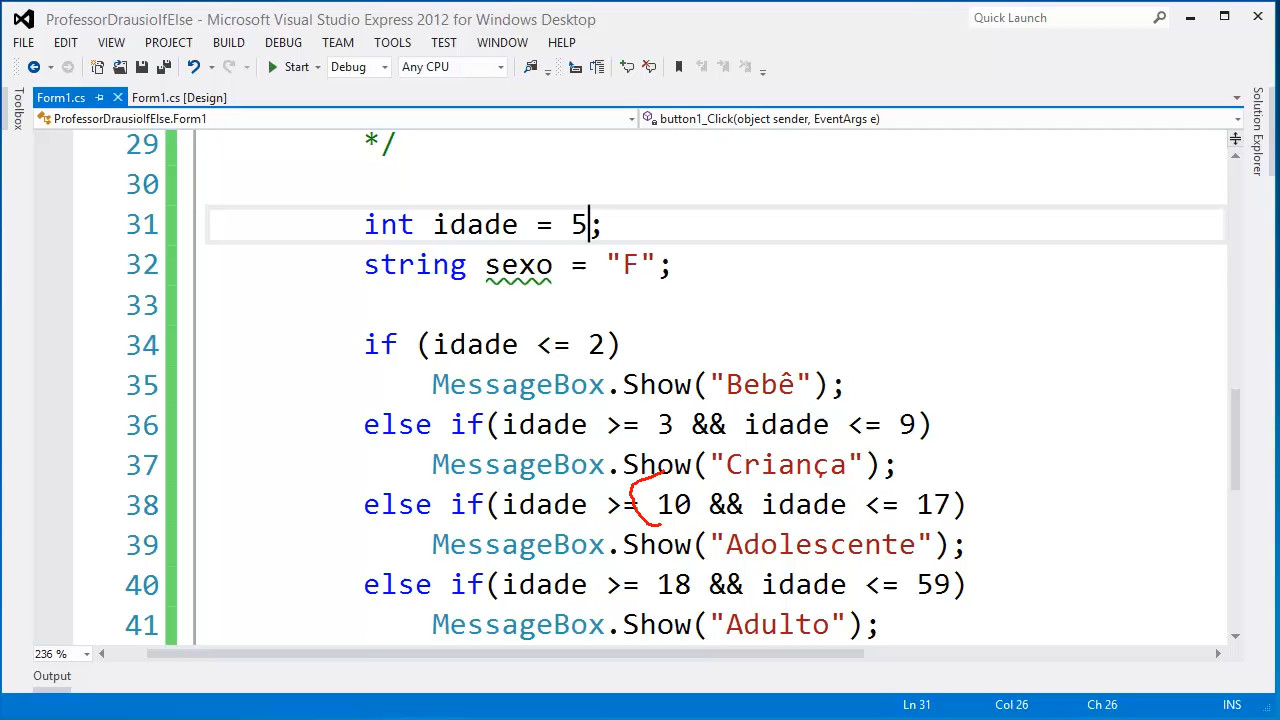 ProfessorDrausioIfElse - Microsoft Visual Studio Express 2012 for Windows Desktop
Quick Launch
FILE EDIT VIEW PROJECT BUILD DEBUG TEAM TOOLS TEST WINDOW HELP
Start Debug Any CPU
Toolbox
Form1.cs Form1.cs [Design]
ProfessorDrausioIfElse.Form1 button1_Click(object sender, EventArgs e)
Solution Explorer
29 */
30
31 int idade = 5;
32 string sexo = "F";
33
34 if (idade <= 2)
35 MessageBox.Show("Bebê");
36 else if(idade >= 3 && idade <= 9)
37 MessageBox.Show("Criança");
38 else if(idade >= 10 && idade <= 17)
39 MessageBox.Show("Adolescente");
40 else if(idade >= 18 && idade <= 59)
41 MessageBox.Show("Adulto");
236 %
Output
Ln 31 Col 26 Ch 26 INS